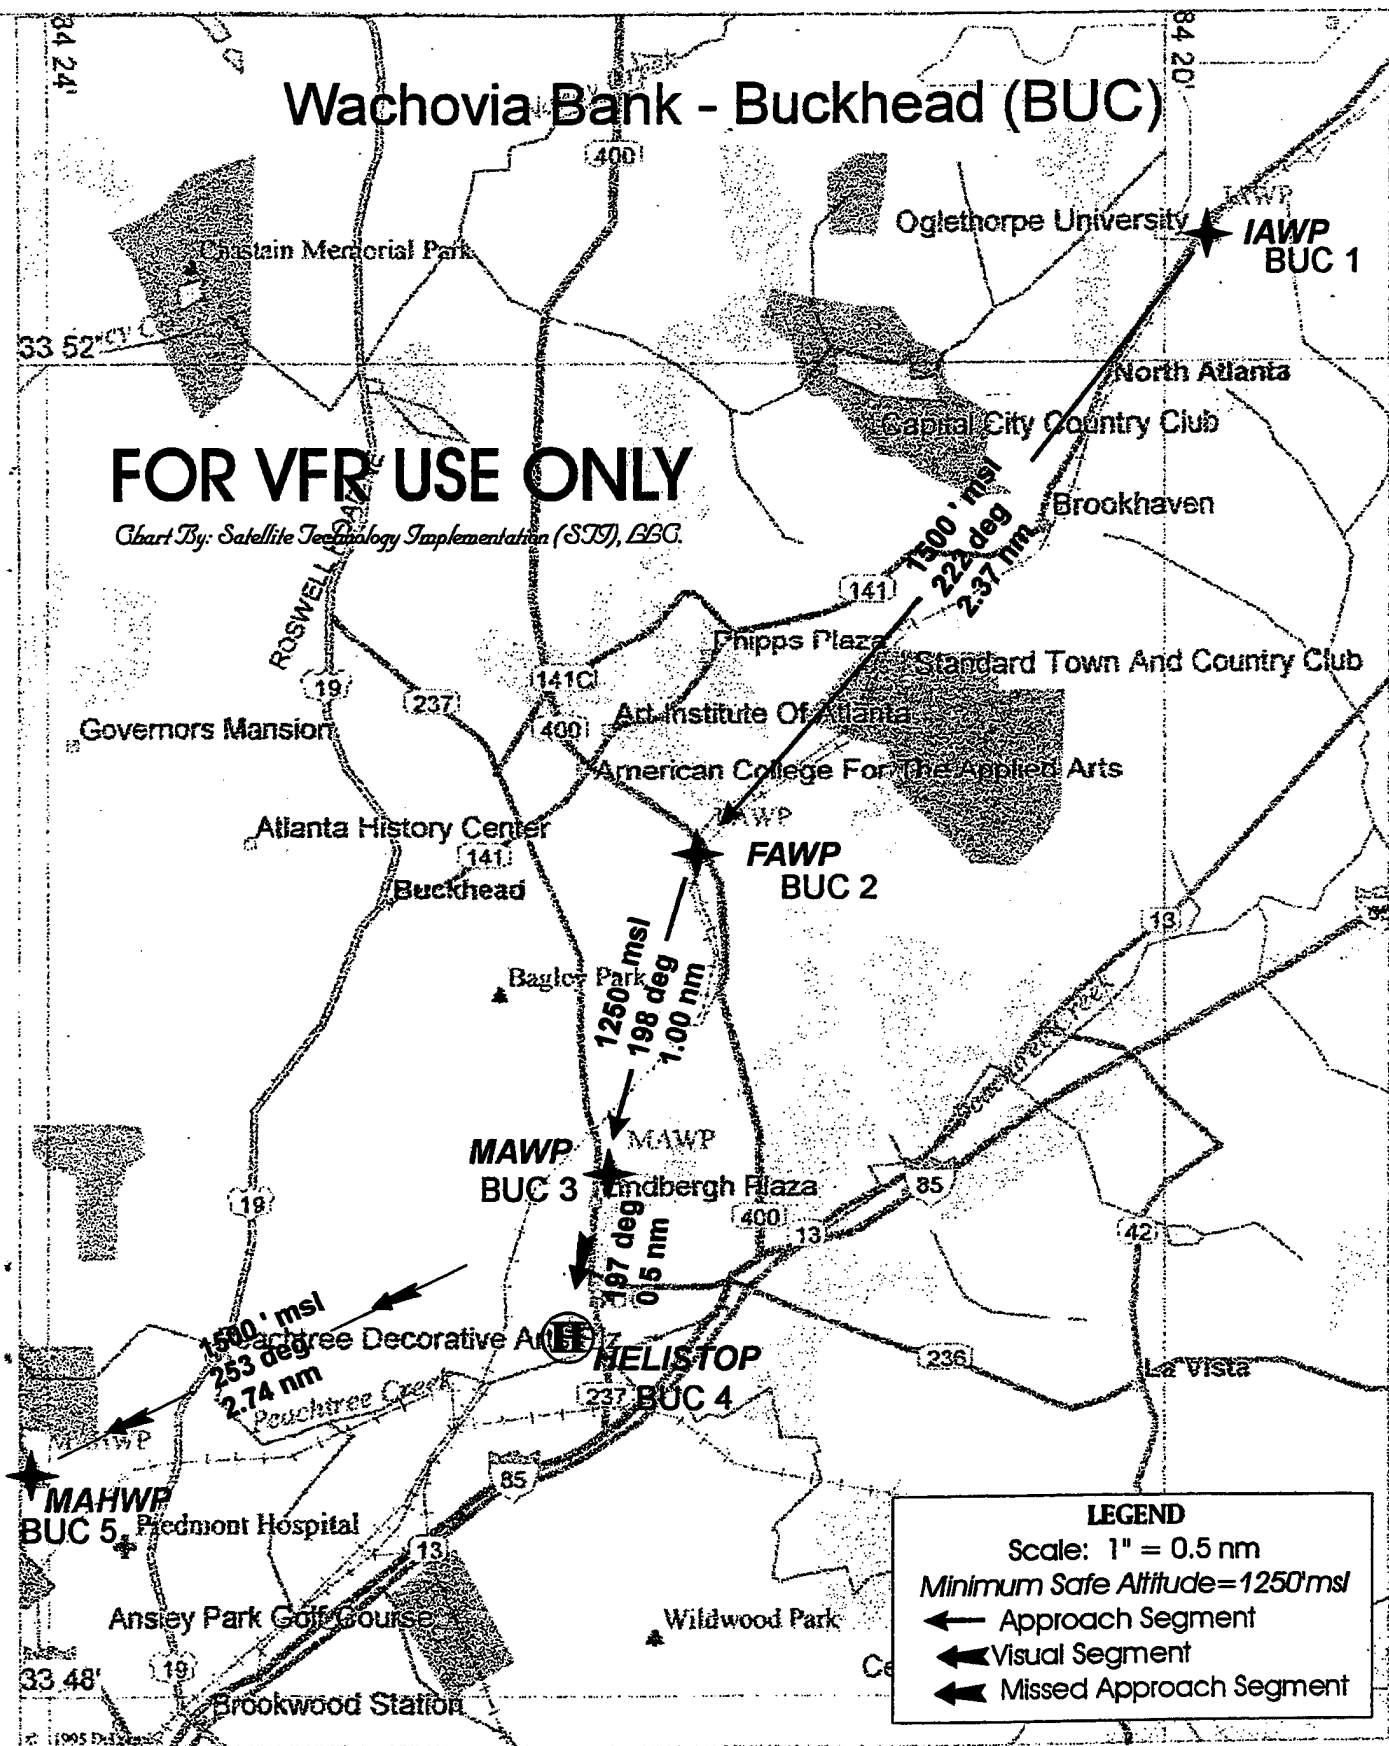 84 24'
84 20'
Wachovia Bank - Buckhead (BUC)
400
IAWP
Oglethorpe University
IAWP
BUC 1
Chastain Memorial Park
33 52'
North Atlanta
Capital City Country Club
FOR VFR USE ONLY
Chart By: Satellite Technology Implementation (STI), LLC.
Brookhaven
1500 ' msl
222 deg
2.37 nm
141
ROSWELL
Phipps Plaza
Standard Town And Country Club
141C
19
237
400
Art Institute Of Atlanta
Governors Mansion
American College For The Applied Arts
FAWP
Atlanta History Center
141
FAWP
BUC 2
Buckhead
13
Bagley Park
1250' msl
198 deg
1.00 nm
MAWP
MAWP
BUC 3
Lindbergh Plaza
85
19
400
13
42
197 deg
0.5 nm
1500 ' msl
253 deg
2.74 nm
Peachtree Decorative Arts
H
HELISTOP
BUC 4
236
La Vista
237
Peachtree Creek
MAHWP
BUC 5
85
Piedmont Hospital
13
Ansley Park Golf Course
Wildwood Park
33 48'
19
Ce
Brookwood Station
LEGEND
Scale: 1" = 0.5 nm
Minimum Safe Altitude=1250'msl
Approach Segment
Visual Segment
Missed Approach Segment
1995